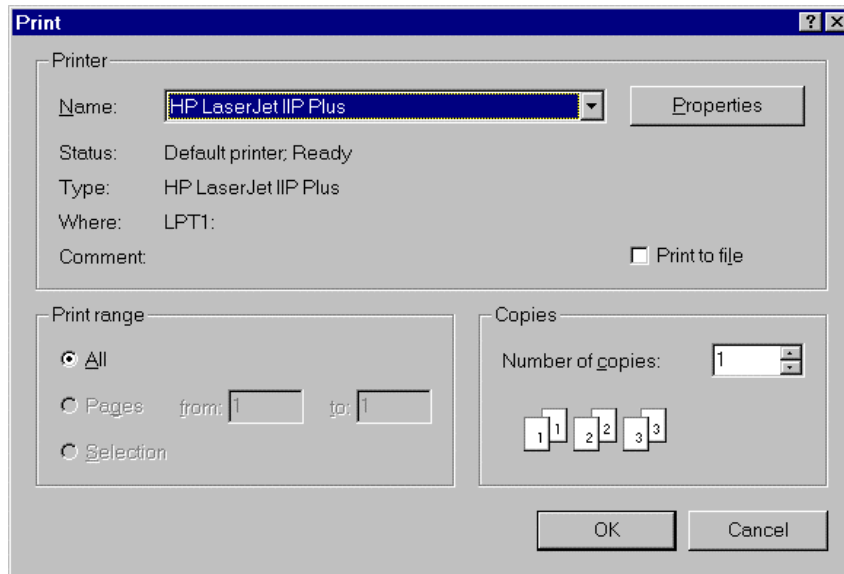 Print
Printer
Name: HP LaserJet IIP Plus Properties
Status: Default printer; Ready
Type: HP LaserJet IIP Plus
Where: LPT1:
Comment: Print to file
Print range
All
Pages from: 1 to: 1
Selection
Copies
Number of copies: 1
1 1 2 2 3 3
OK Cancel